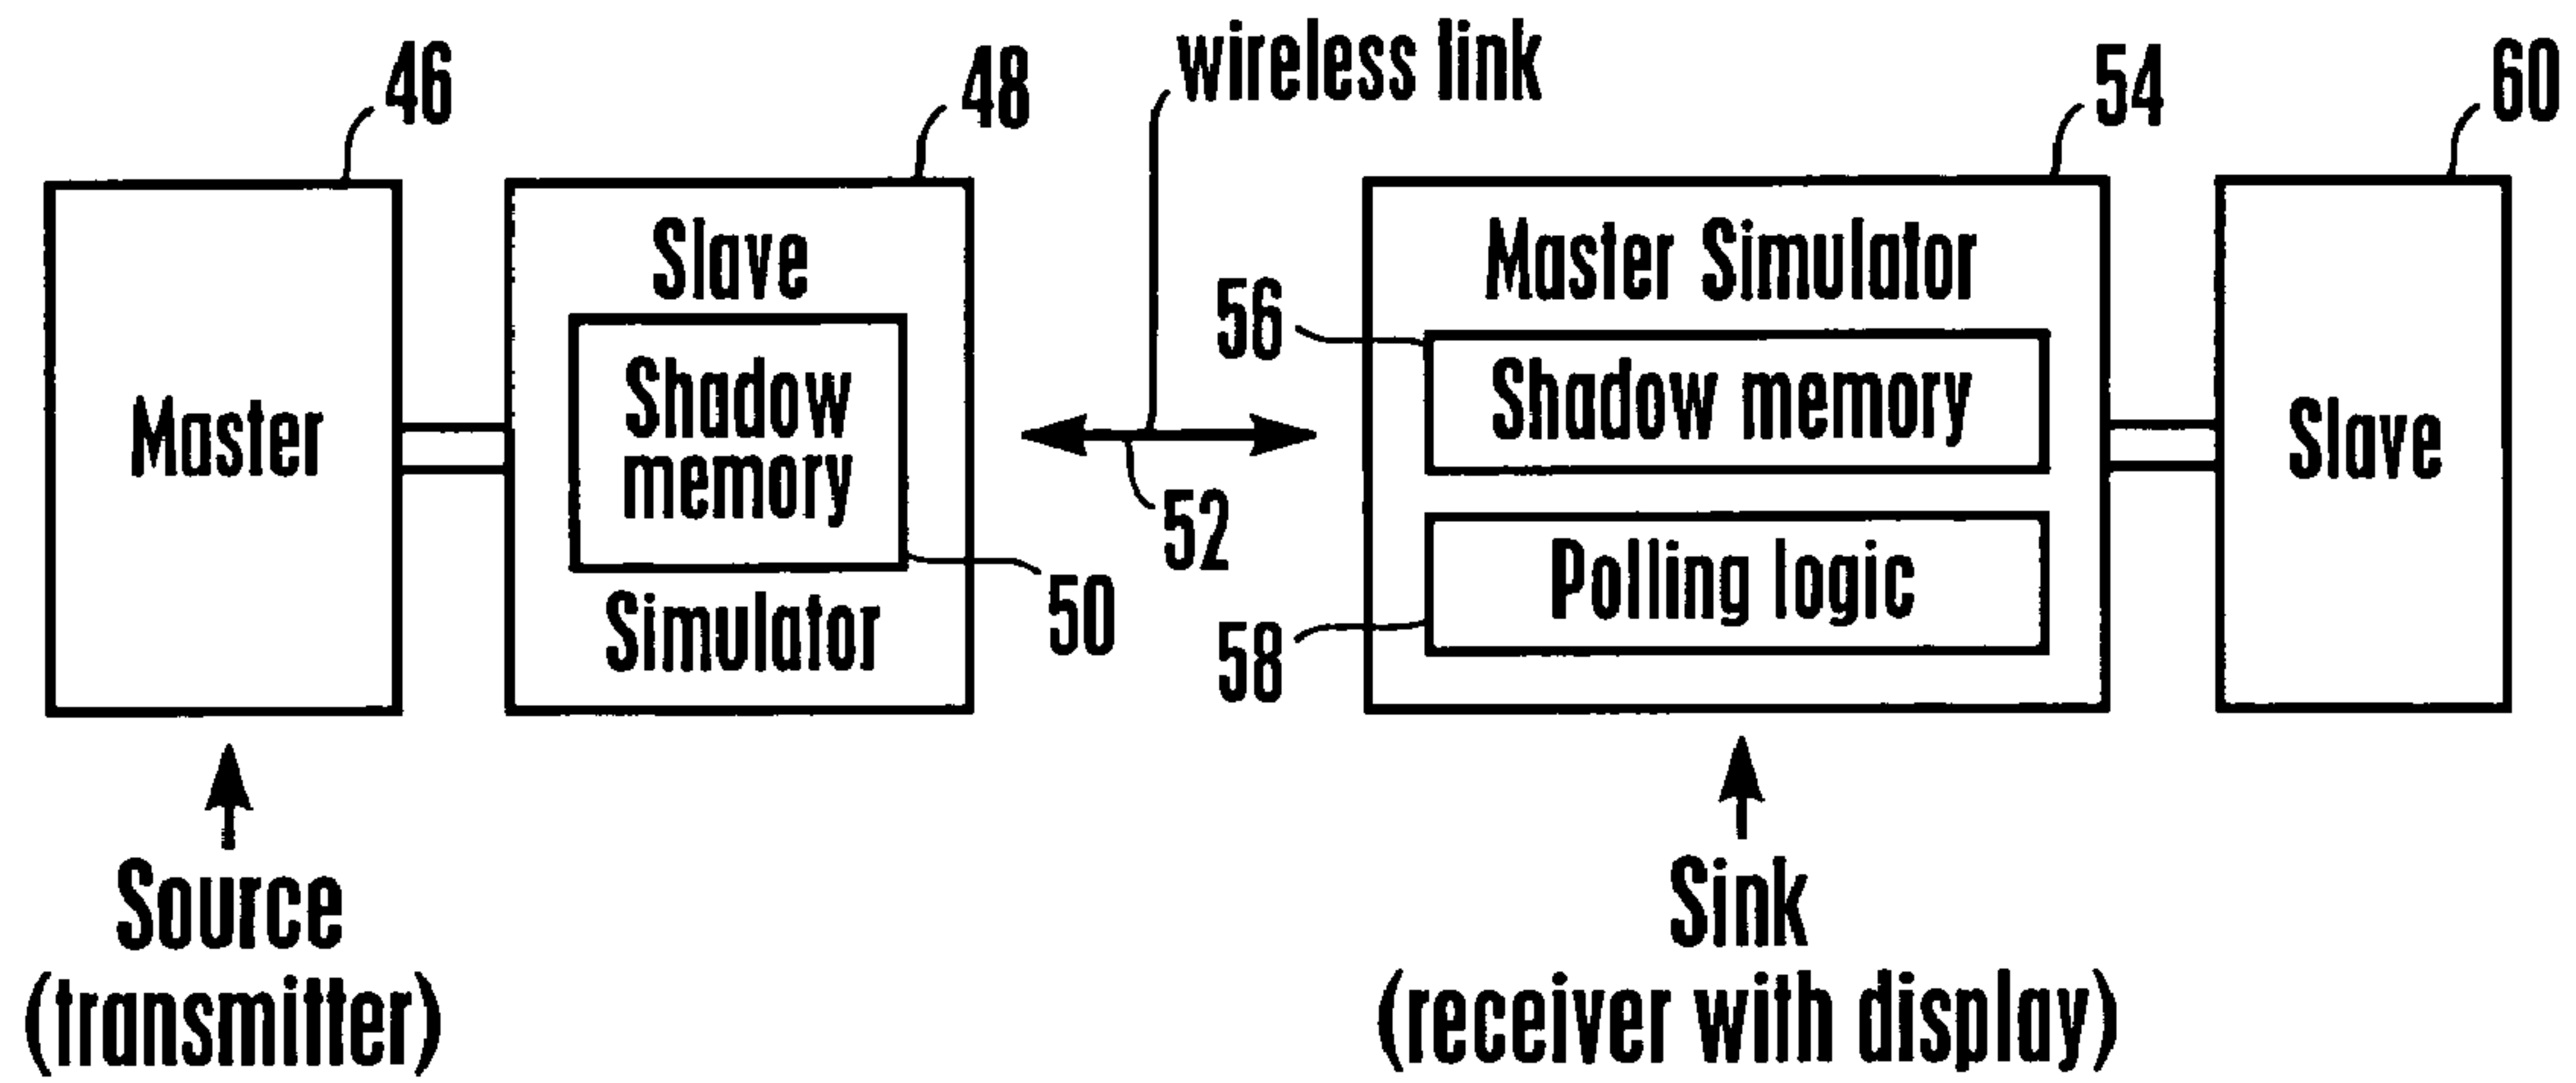 46
48
wireless link
54
60
Master
Slave
Shadow
memory
Simulator
50
52
Master Simulator
56
Shadow memory
58
Polling logic
Slave
Source
(transmitter)
Sink
(receiver with display)